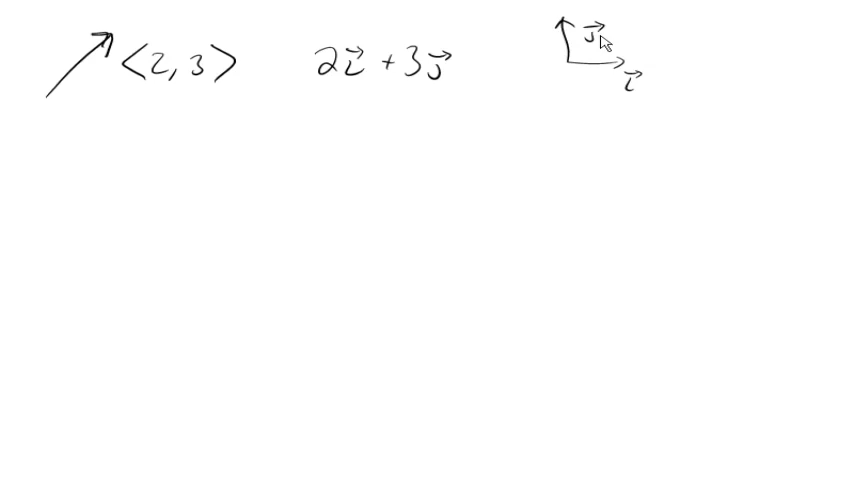 <2, 3> 2i⃗ + 3j⃗ j⃗
i⃗